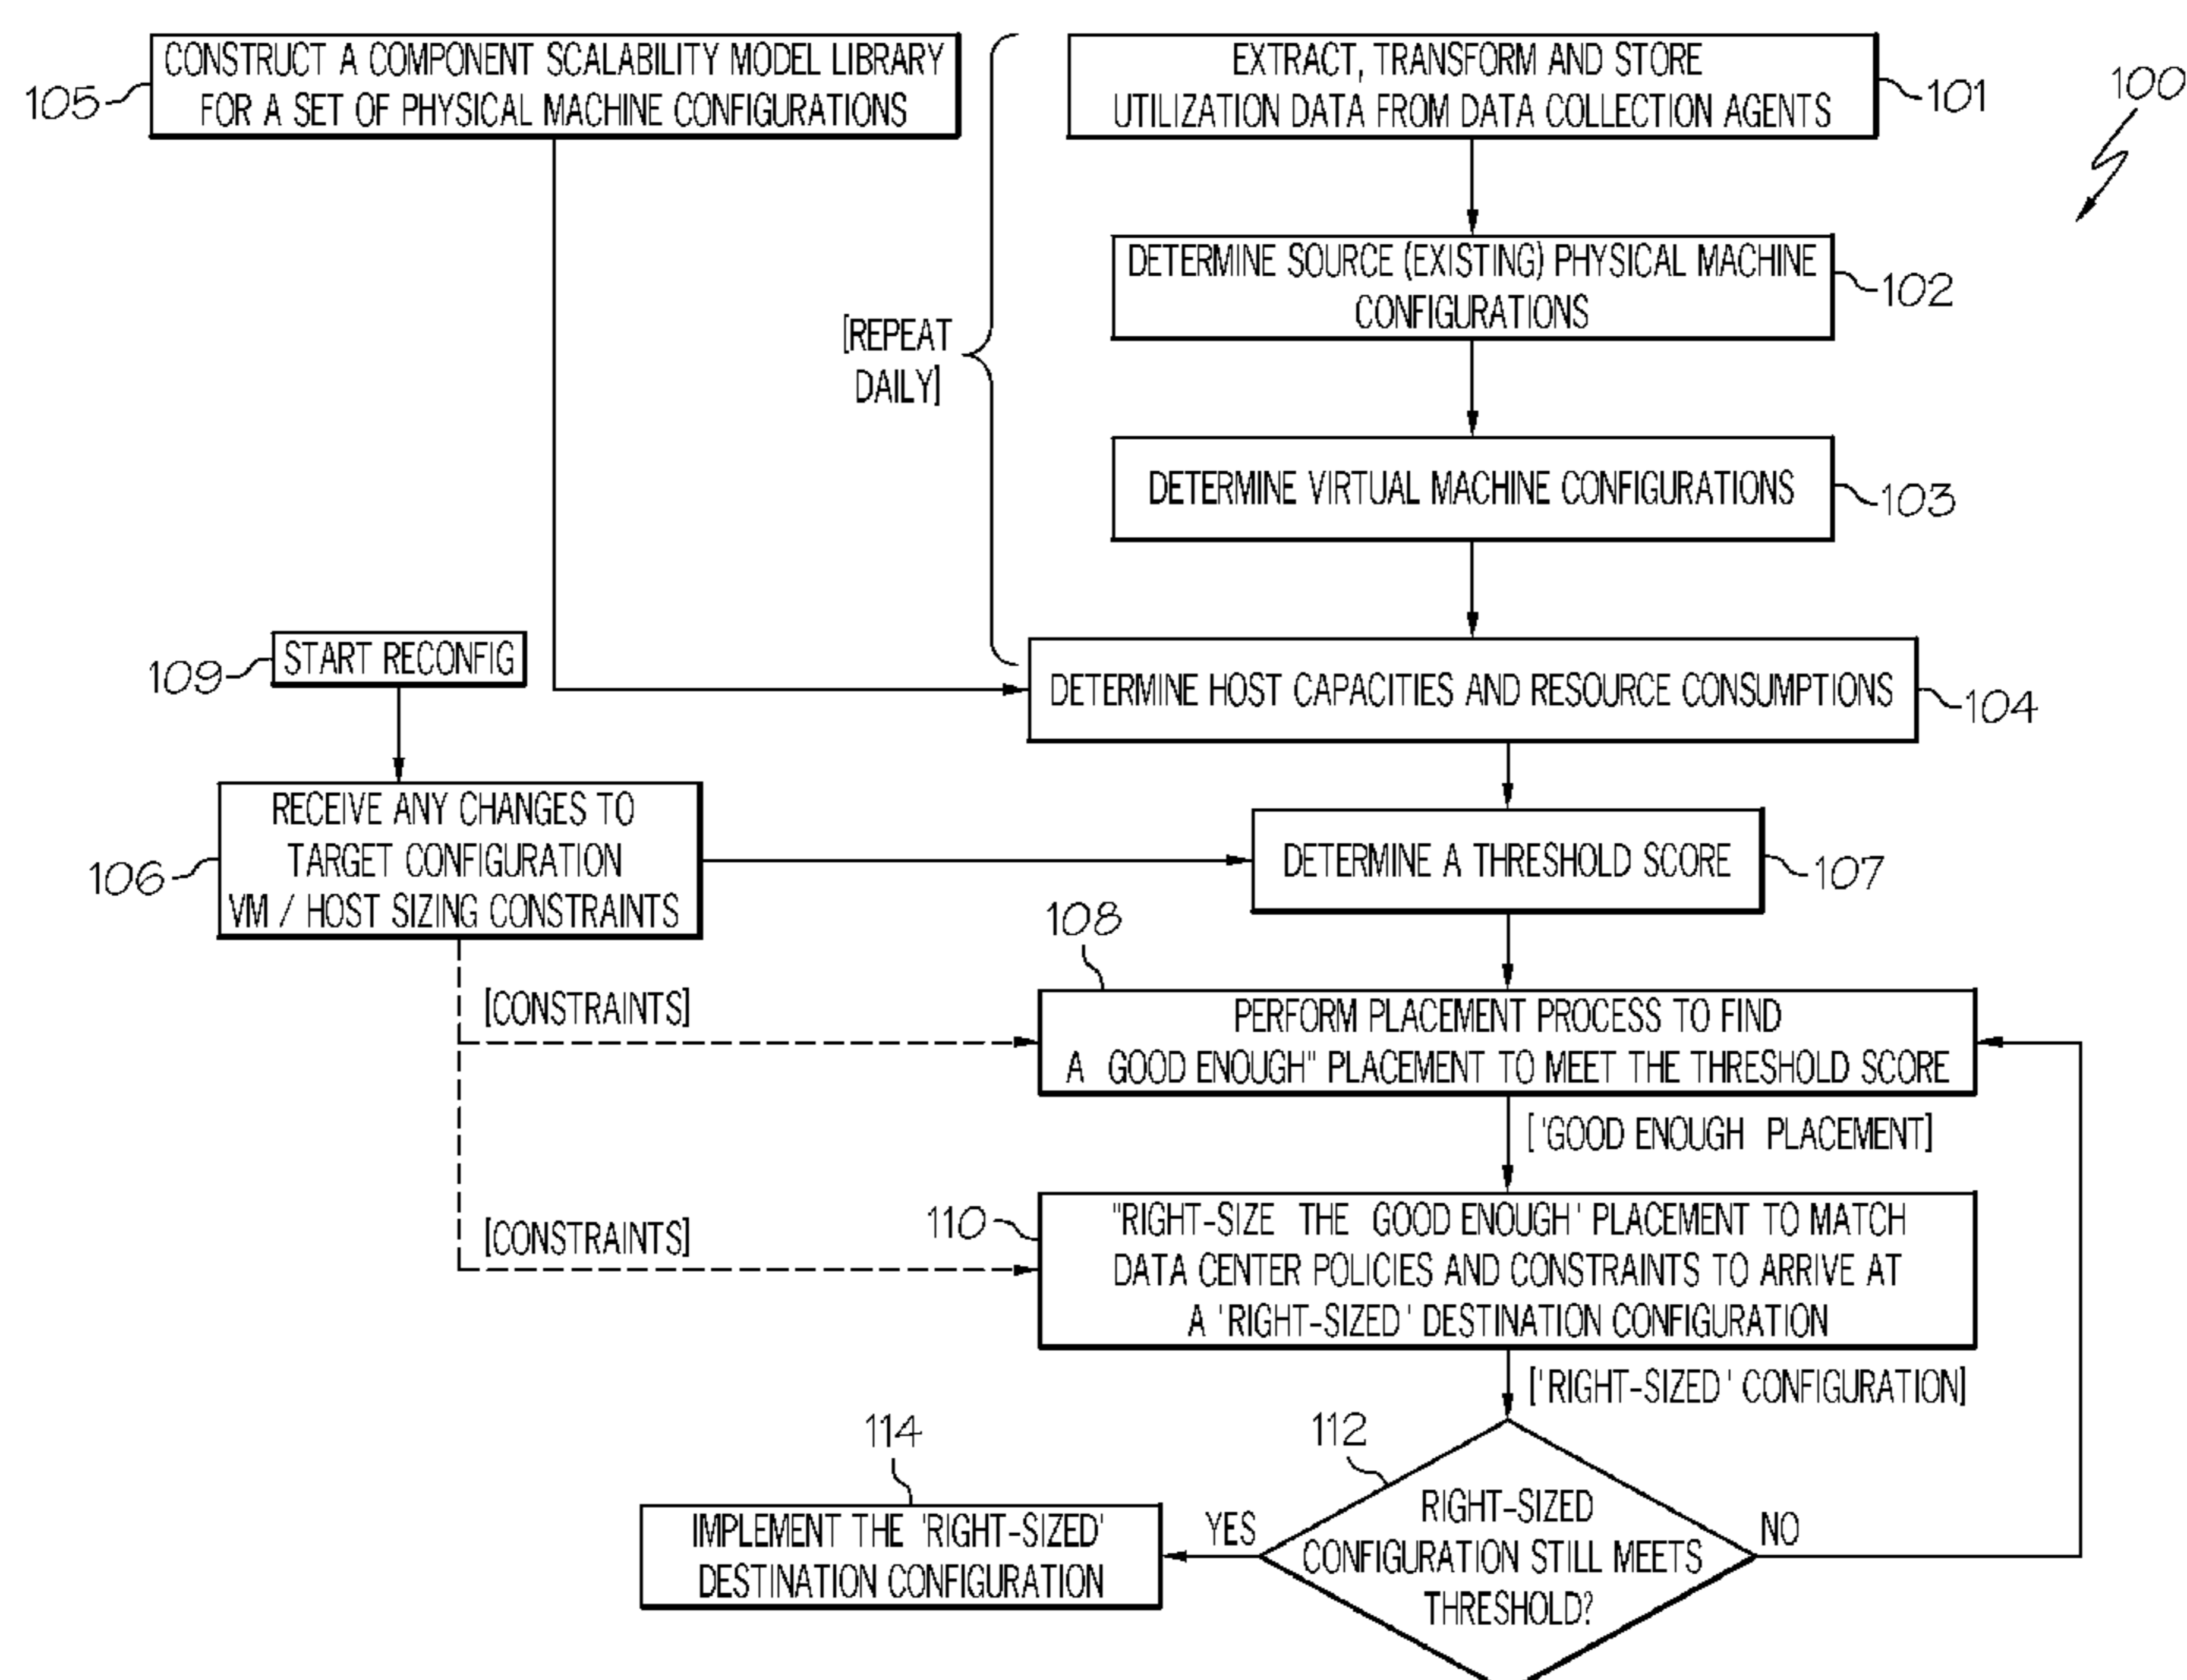 CONSTRUCT A COMPONENT SCALABILITY MODEL LIBRARY
FOR A SET OF PHYSICAL MACHINE CONFIGURATIONS
105
EXTRACT, TRANSFORM AND STORE
UTILIZATION DATA FROM DATA COLLECTION AGENTS
101
100
DETERMINE SOURCE (EXISTING) PHYSICAL MACHINE
CONFIGURATIONS
102
[REPEAT
DAILY]
DETERMINE VIRTUAL MACHINE CONFIGURATIONS
103
START RECONFIG
109
DETERMINE HOST CAPACITIES AND RESOURCE CONSUMPTIONS
104
RECEIVE ANY CHANGES TO
TARGET CONFIGURATION
VM / HOST SIZING CONSTRAINTS
106
DETERMINE A THRESHOLD SCORE
107
108
[CONSTRAINTS]
PERFORM PLACEMENT PROCESS TO FIND
A GOOD ENOUGH" PLACEMENT TO MEET THE THRESHOLD SCORE
['GOOD ENOUGH PLACEMENT]
110
[CONSTRAINTS]
"RIGHT-SIZE THE GOOD ENOUGH' PLACEMENT TO MATCH
DATA CENTER POLICIES AND CONSTRAINTS TO ARRIVE AT
A 'RIGHT-SIZED' DESTINATION CONFIGURATION
['RIGHT-SIZED' CONFIGURATION]
114
112
IMPLEMENT THE 'RIGHT-SIZED'
DESTINATION CONFIGURATION
YES
RIGHT-SIZED
CONFIGURATION STILL MEETS
THRESHOLD?
NO